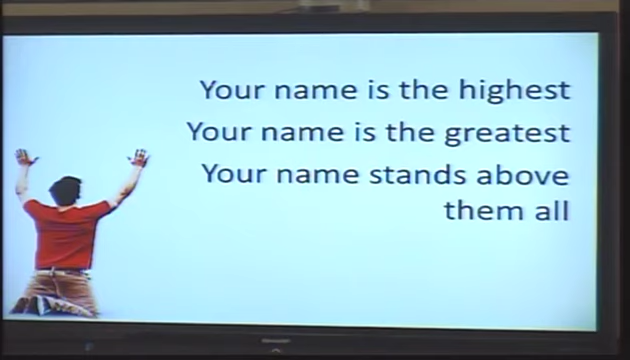 Your name is the highest
Your name is the greatest
Your name stands above
them all